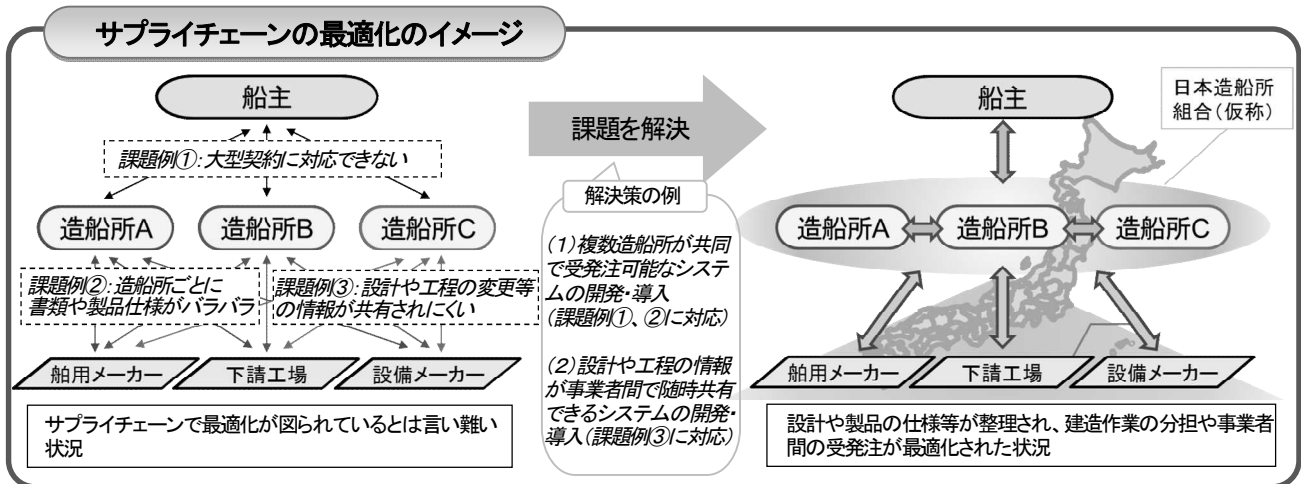 サプライチェーンの最適化のイメージ
船主
課題例①:大型契約に対応できない
造船所A
造船所B
造船所C
課題例②:造船所ごとに
書類や製品仕様がバラバラ
課題例③:設計や工程の変更等
の情報が共有されにくい
舶用メーカー
下請工場
設備メーカー
サプライチェーンで最適化が図られているとは言い難い
状況
課題を解決
解決策の例
(1)複数造船所が共同
で受発注可能なシステ
ムの開発・導入
(課題例①、②に対応)
(2)設計や工程の情報
が事業者間で随時共有
できるシステムの開発・
導入(課題例③に対応)
船主
日本造船所
組合(仮称)
造船所A
造船所B
造船所C
舶用メーカー
下請工場
設備メーカー
設計や製品の仕様等が整理され、建造作業の分担や事業者
間の受発注が最適化された状況